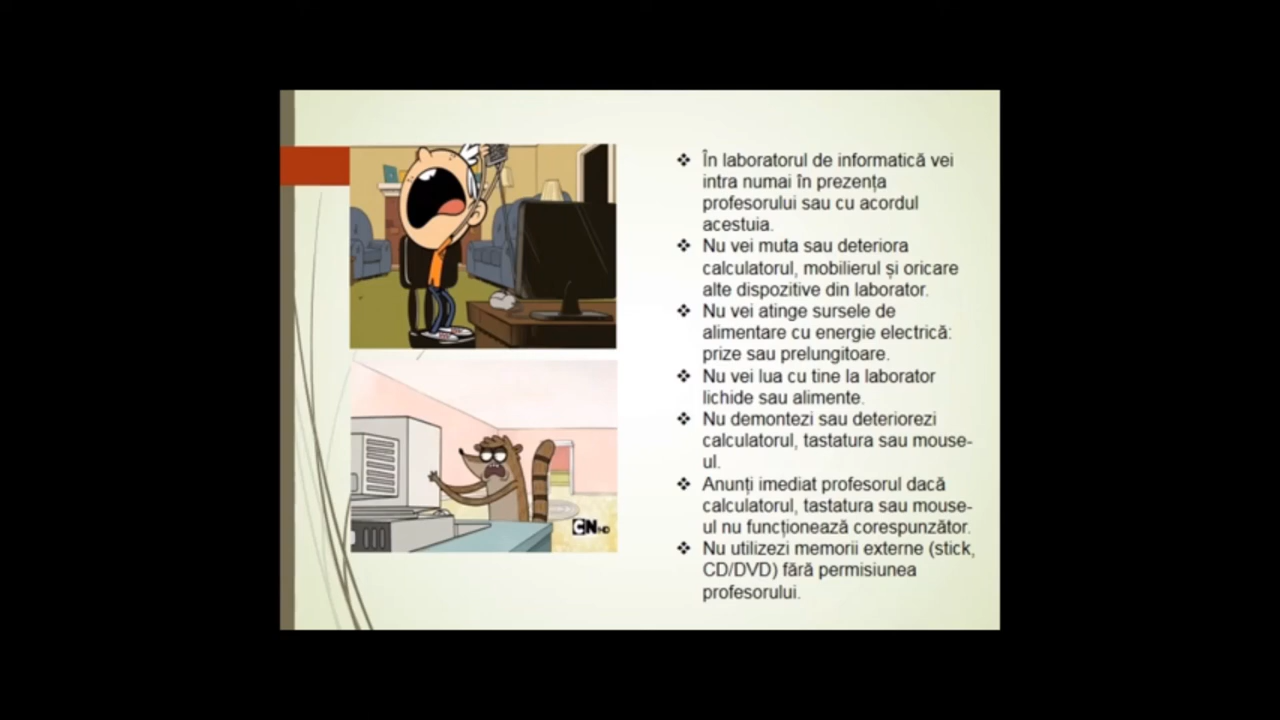 ❖ În laboratorul de informatică vei
intra numai în prezența
profesorului sau cu acordul
acestuia.
❖ Nu vei muta sau deteriora
calculatorul, mobilierul și oricare
alte dispozitive din laborator.
❖ Nu vei atinge sursele de
alimentare cu energie electrică:
prize sau prelungitoare.
❖ Nu vei lua cu tine la laborator
lichide sau alimente.
❖ Nu demontezi sau deteriorezi
calculatorul, tastatura sau mouse-
ul.
❖ Anunți imediat profesorul dacă
calculatorul, tastatura sau mouse-
ul nu funcționează corespunzător.
❖ Nu utilizezi memorii externe (stick,
CD/DVD) fără permisiunea
profesorului.
CN HD